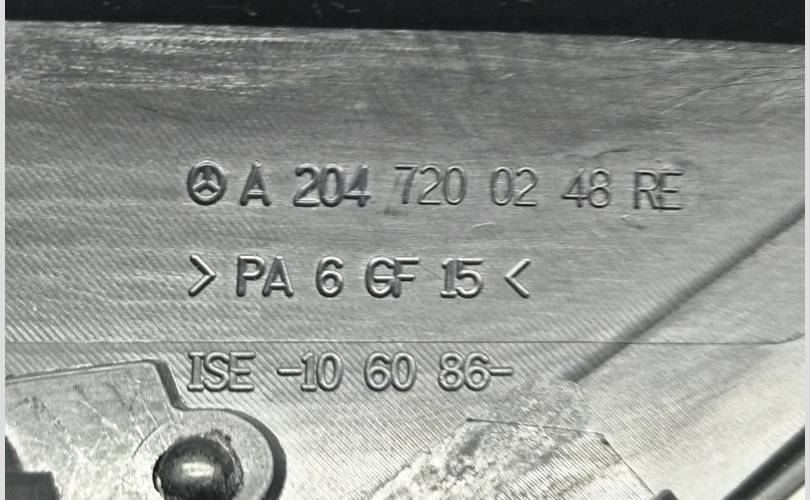 A 204 720 02 48 RE
> PA 6 GF 15 <
ISE -10 60 86-